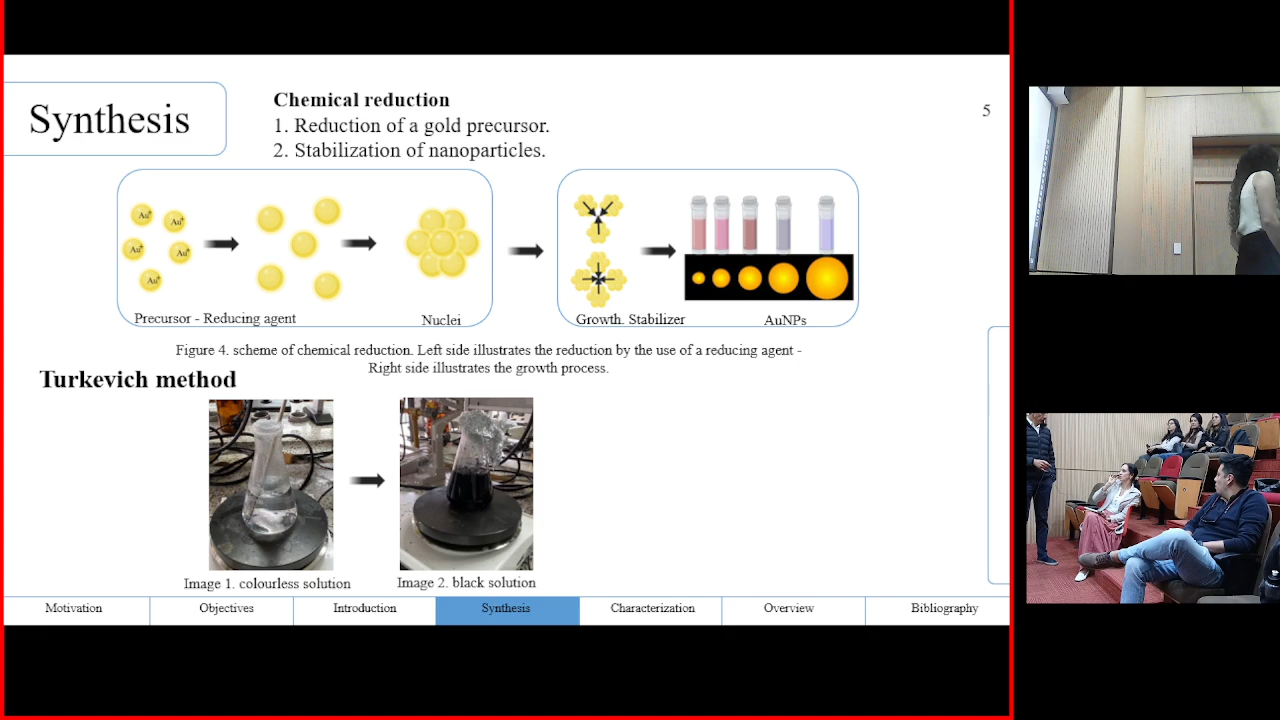 Synthesis
Chemical reduction
1. Reduction of a gold precursor.
2. Stabilization of nanoparticles.
5
Au⁺
Au⁺
Au⁺
Au⁺
Au⁺
Precursor - Reducing agent
Nuclei
Growth. Stabilizer
AuNPs
Figure 4. scheme of chemical reduction. Left side illustrates the reduction by the use of a reducing agent -
Right side illustrates the growth process.
Turkevich method
Image 1. colourless solution
Image 2. black solution
Motivation
Objectives
Introduction
Synthesis
Characterization
Overview
Bibliography